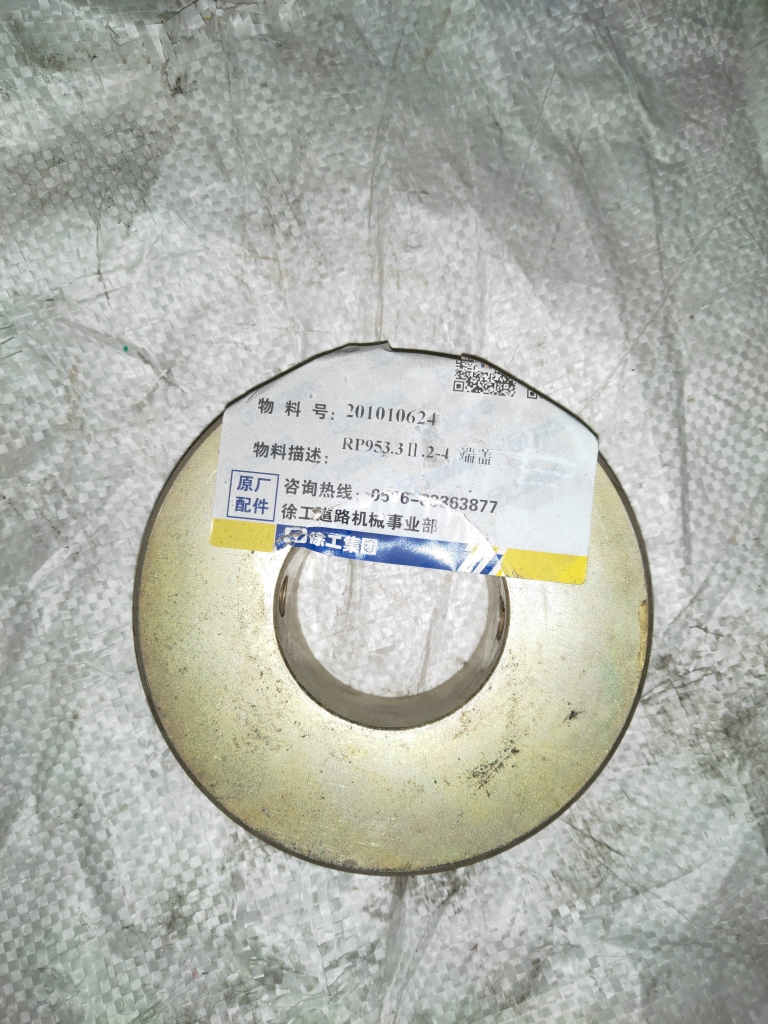 物料号：201010624
物料描述：RP953.3Ⅱ.2-4 端盖
原厂配件
咨询热线：
徐工道路机械事业部
徐工集团